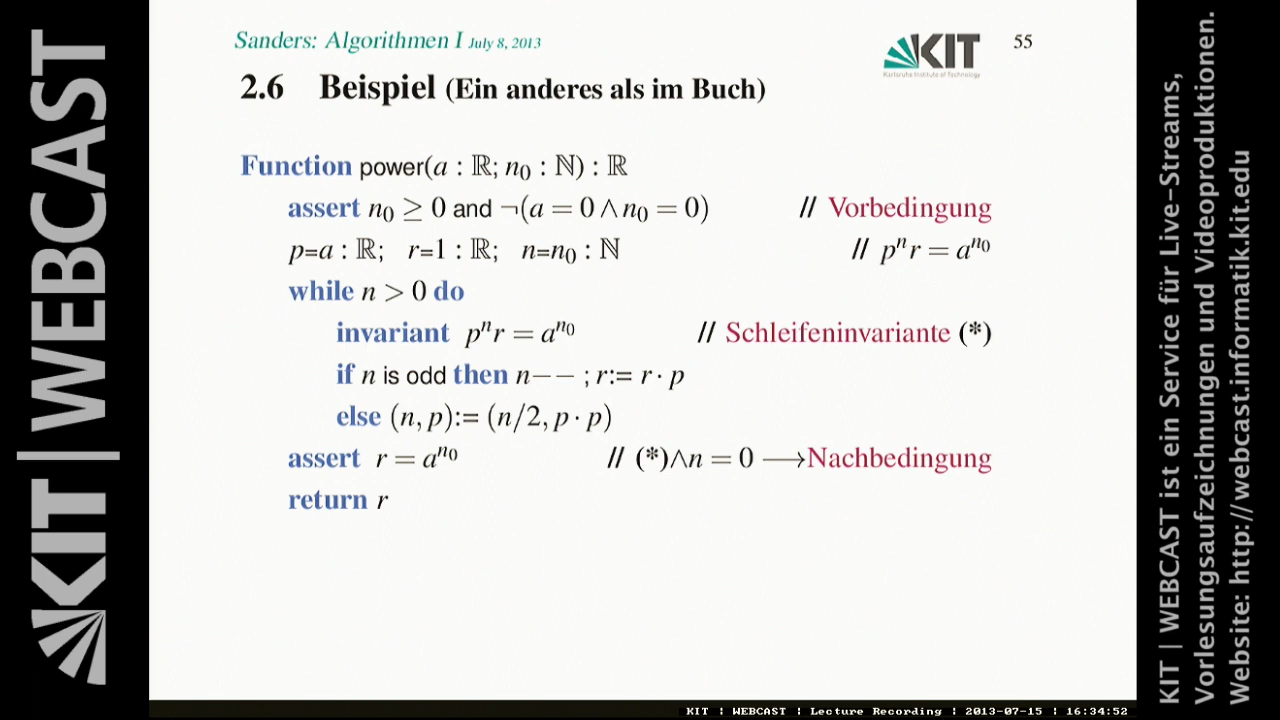 KIT | WEBCAST
Sanders: Algorithmen I July 8, 2013
KIT
Karlsruhe Institute of Technology
55
2.6 Beispiel (Ein anderes als im Buch)
Function power(a : ℝ; n₀ : ℕ) : ℝ
assert n₀ ≥ 0 and ¬(a = 0 ∧ n₀ = 0) // Vorbedingung
p=a : ℝ; r=1 : ℝ; n=n₀ : ℕ // pⁿr = aⁿ⁰
while n > 0 do
invariant pⁿr = aⁿ⁰ // Schleifeninvariante (*)
if n is odd then n−− ; r:= r · p
else (n, p):= (n/2, p · p)
assert r = aⁿ⁰ // (*)∧n = 0 ⟶Nachbedingung
return r
KIT | WEBCAST | Lecture Recording | 2013-07-15 | 16:34:52
KIT | WEBCAST ist ein Service für Live-Streams,
Vorlesungsaufzeichnungen und Videoproduktionen.
Website: http://webcast.informatik.kit.edu